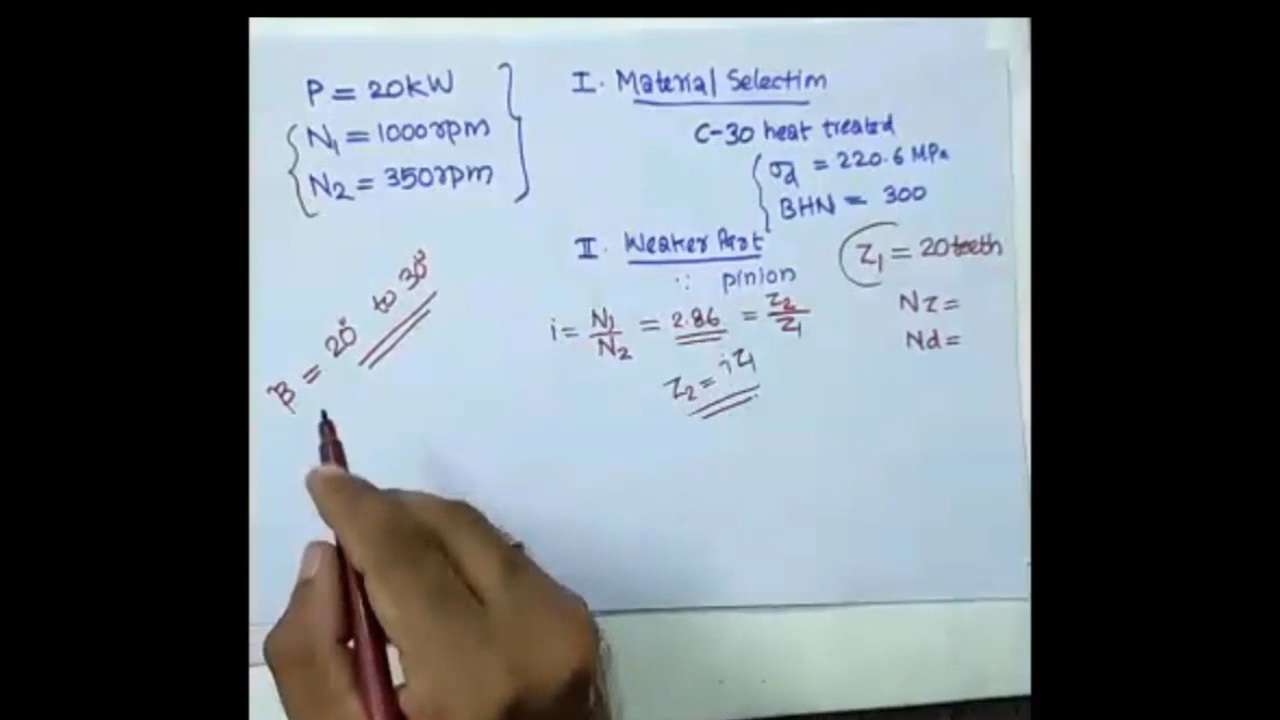 P = 20kW
N1 = 1000rpm
N2 = 350rpm
I. Material Selection
C-30 heat treated
σd = 220.6 MPa
BHN = 300
II. Weaker Part
∵ pinion
i = N1/N2 = 2.86 = Z2/Z1
Z2 = iZ1
Z1 = 20 teeth
NZ =
Nd =
β = 20° to 30°